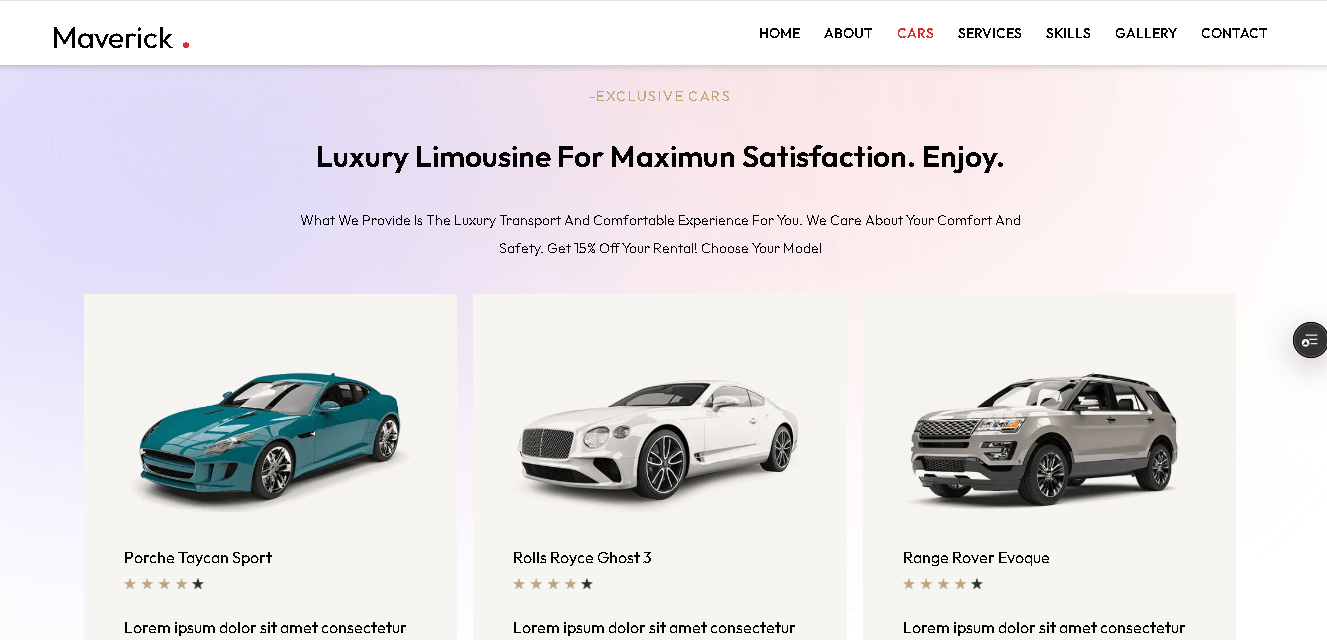 Maverick .
HOME ABOUT CARS SERVICES SKILLS GALLERY CONTACT
-EXCLUSIVE CARS
Luxury Limousine For Maximun Satisfaction. Enjoy.
What We Provide Is The Luxury Transport And Comfortable Experience For You. We Care About Your Comfort And
Safety. Get 15% Off Your Rental! Choose Your Model
Porche Taycan Sport
Rolls Royce Ghost 3
Range Rover Evoque
Lorem ipsum dolor sit amet consectetur
Lorem ipsum dolor sit amet consectetur
Lorem ipsum dolor sit amet consectetur